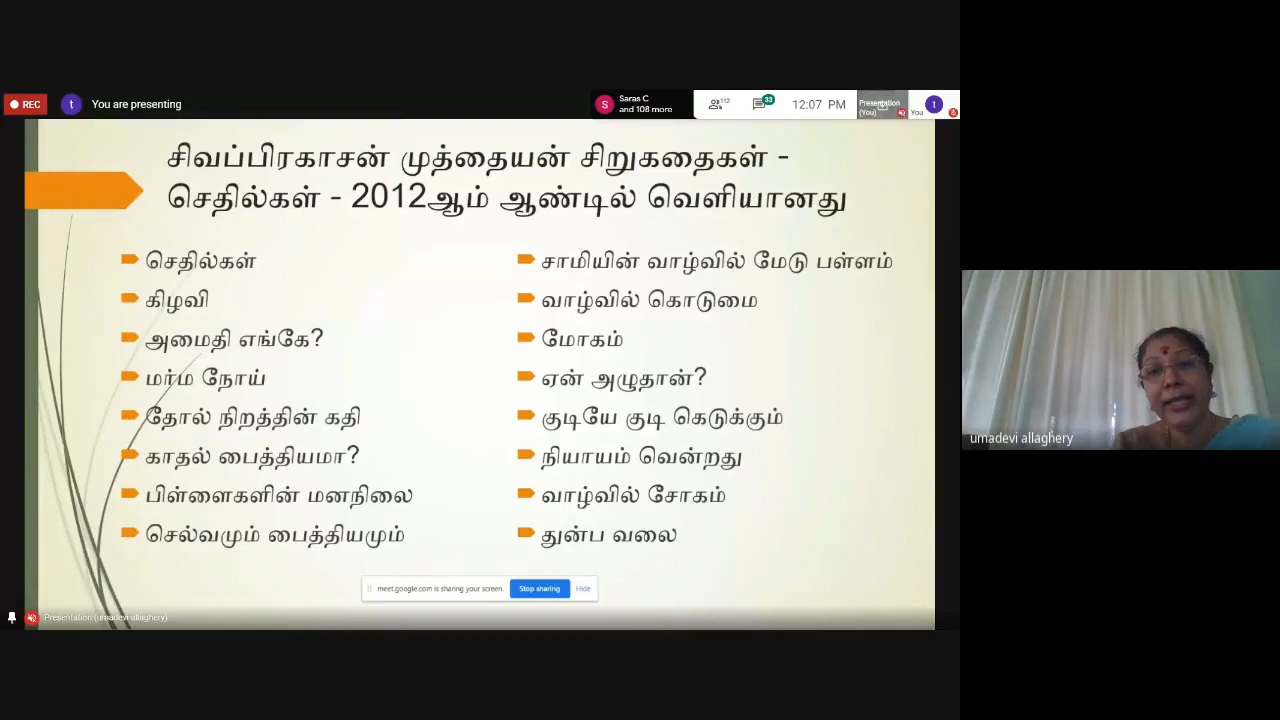 REC
t
You are presenting
S
Saras C
and 108 more
112
33
12:07 PM
Presentation
(You)
You
t
சிவப்பிரகாசன் முத்தையன் சிறுகதைகள் -
செதில்கள் - 2012ஆம் ஆண்டில் வெளியானது
செதில்கள்
கிழவி
அமைதி எங்கே?
மர்ம நோய்
தோல் நிறத்தின் கதி
காதல் பைத்தியமா?
பிள்ளைகளின் மனநிலை
செல்வமும் பைத்தியமும்
சாமியின் வாழ்வில் மேடு பள்ளம்
வாழ்வில் கொடுமை
மோகம்
ஏன் அழுதான்?
குடியே குடி கெடுக்கும்
நியாயம் வென்றது
வாழ்வில் சோகம்
துன்ப வலை
meet.google.com is sharing your screen.
Stop sharing
Hide
Presentation (umadevi allaghery)
umadevi allaghery